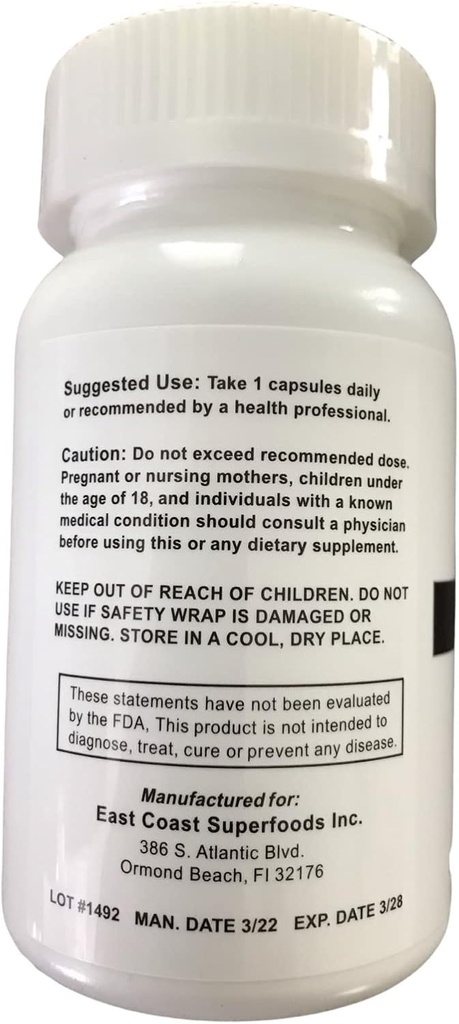 Suggested Use: Take 1 capsules daily
or recommended by a health professional.
Caution: Do not exceed recommended dose.
Pregnant or nursing mothers, children under
the age of 18, and individuals with a known
medical condition should consult a physician
before using this or any dietary supplement.
KEEP OUT OF REACH OF CHILDREN. DO NOT
USE IF SAFETY WRAP IS DAMAGED OR
MISSING. STORE IN A COOL, DRY PLACE.
These statements have not been evaluated
by the FDA, This product is not intended to
diagnose, treat, cure or prevent any disease.
Manufactured for:
East Coast Superfoods Inc.
386 S. Atlantic Blvd.
Ormond Beach, Fl 32176
LOT #1492 MAN. DATE 3/22 EXP. DATE 3/28